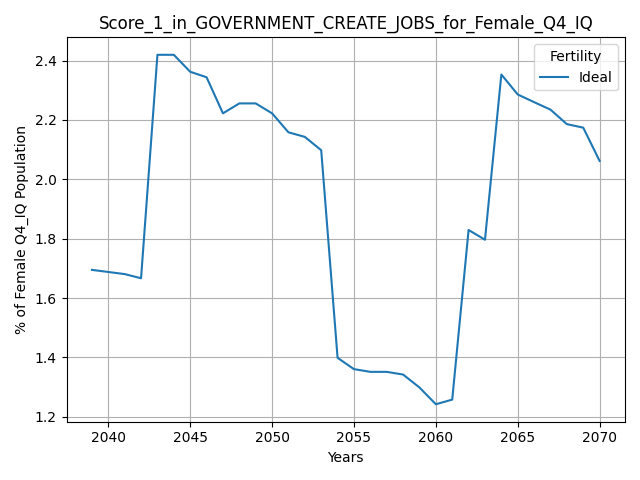 Score_1_in_GOVERNMENT_CREATE_JOBS_for_Female_Q4_IQ
Fertility
Ideal
% of Female Q4_IQ Population
2.4
2.2
2.0
1.8
1.6
1.4
1.2
2040 2045 2050 2055 2060 2065 2070
Years